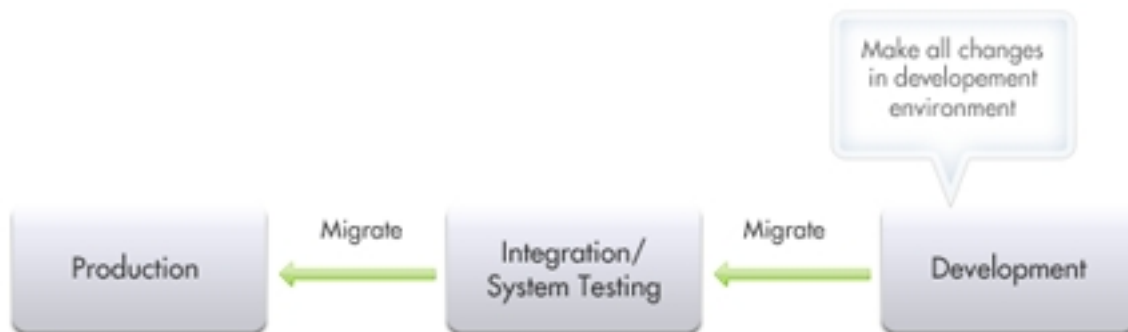 Make all changes
in developement
environment
Production
Migrate
Integration/
System Testing
Migrate
Development